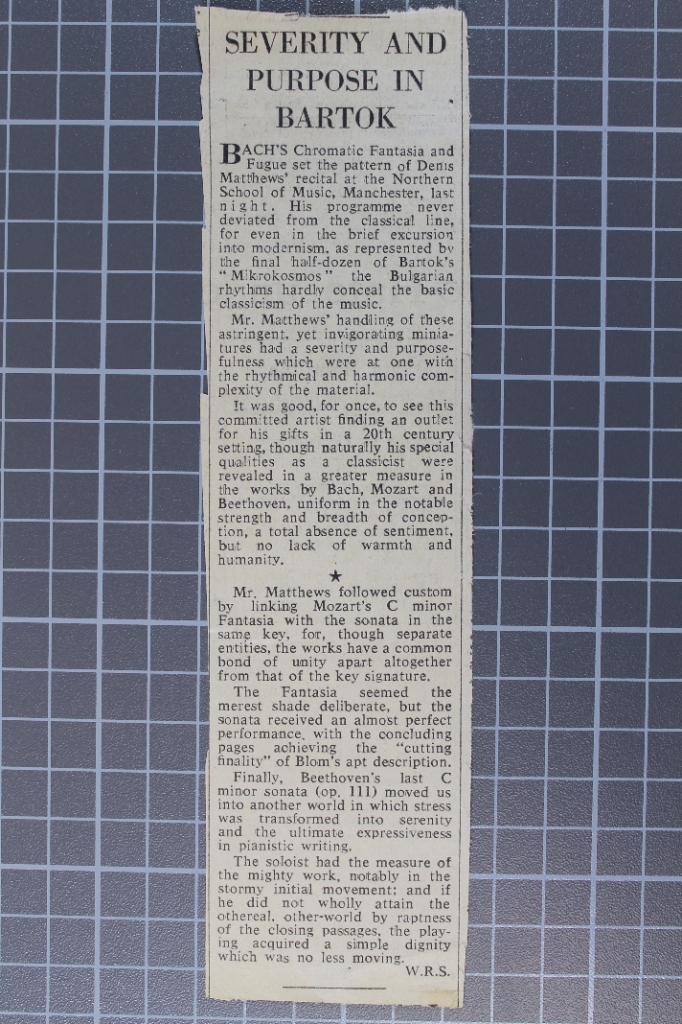 SEVERITY AND
PURPOSE IN
BARTOK
BACH'S Chromatic Fantasia and
Fugue set the pattern of Denis
Matthews' recital at the Northern
School of Music, Manchester, last
night. His programme never
deviated from the classical line,
for even in the brief excursion
into modernism, as represented by
the final half-dozen of Bartok's
"Mikrokosmos" the Bulgarian
rhythms hardly conceal the basic
classicism of the music.
Mr. Matthews' handling of these
astringent, yet invigorating minia-
tures had a severity and purpose-
fulness which were at one with
the rhythmical and harmonic com-
plexity of the material.
It was good, for once, to see this
committed artist finding an outlet
for his gifts in a 20th century
setting, though naturally his special
qualities as a classicist were
revealed in a greater measure in
the works by Bach, Mozart and
Beethoven, uniform in the notable
strength and breadth of concep-
tion, a total absence of sentiment,
but no lack of warmth and
humanity.
★
Mr. Matthews followed custom
by linking Mozart's C minor
Fantasia with the sonata in the
same key, for, though separate
entities, the works have a common
bond of unity apart altogether
from that of the key signature.
The Fantasia seemed the
merest shade deliberate, but the
sonata received an almost perfect
performance, with the concluding
pages achieving the "cutting
finality" of Blom's apt description.
Finally, Beethoven's last C
minor sonata (op. 111) moved us
into another world in which stress
was transformed into serenity
and the ultimate expressiveness
in pianistic writing.
The soloist had the measure of
the mighty work, notably in the
stormy initial movement; and if
he did not wholly attain the
othereal, other-world by raptness
of the closing passages, the play-
ing acquired a simple dignity
which was no less moving.
W.R.S.